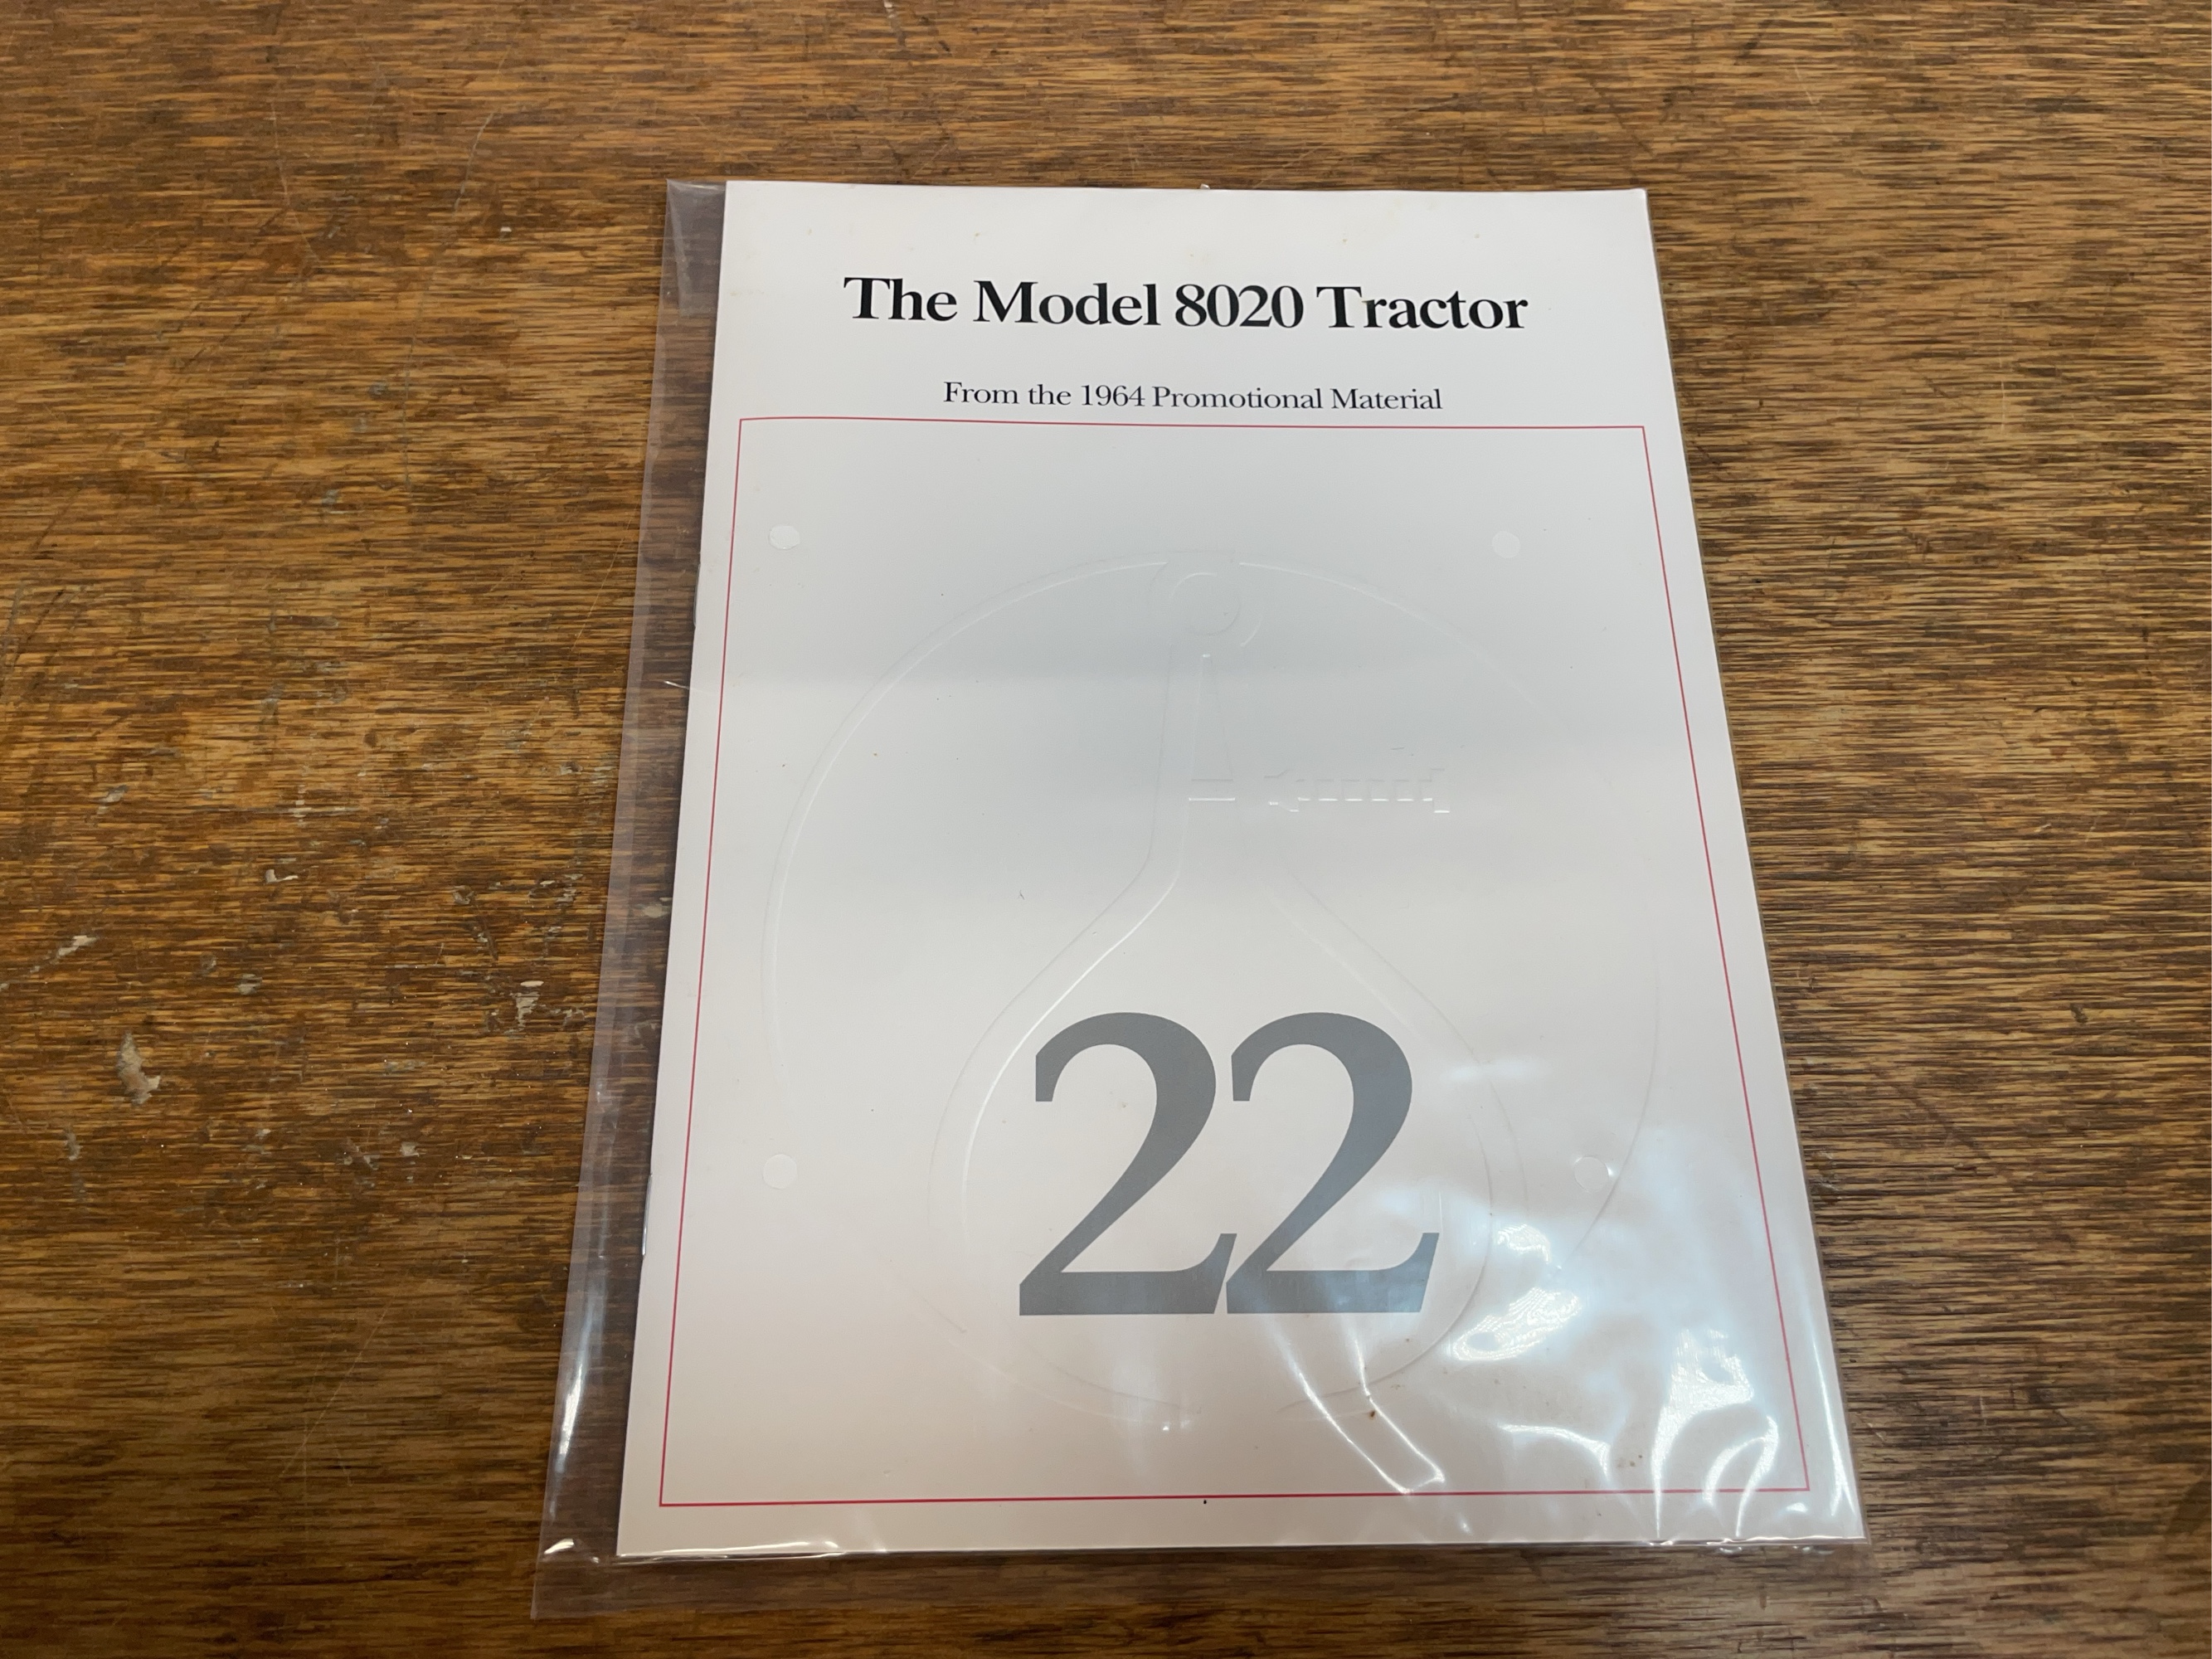 The Model 8020 Tractor
From the 1964 Promotional Material
22